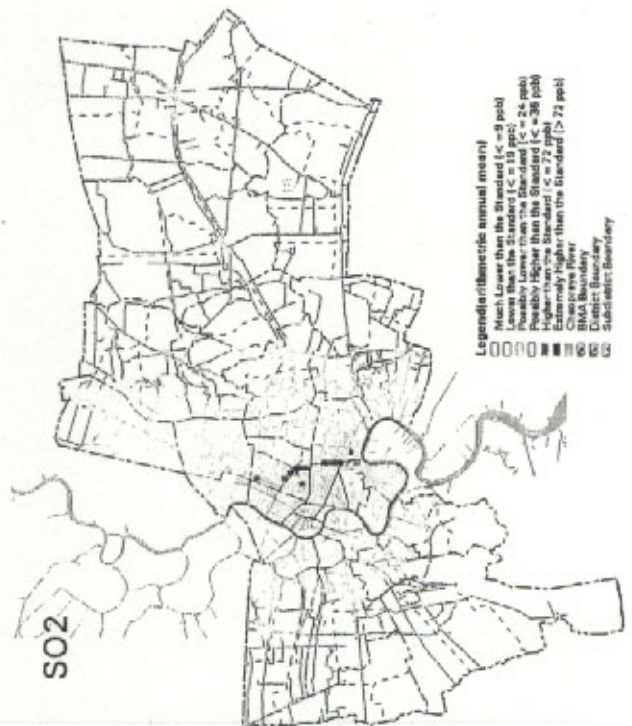 SO2
Legend(arithmetric annual mean)
Much Lower than the Standard (< = 9 ppb)
Lower than the Standard (< = 19 ppb)
Possibly Lower than the Standard (< = 24 ppb)
Possibly Higher than the Standard (< = 36 ppb)
Higher than the Standard (< = 72 ppb)
Extremely Higher than the Standard (> 72 ppb)
Chaopraya River
BMA Boundary
District Boundary
Subdistrict Boundary